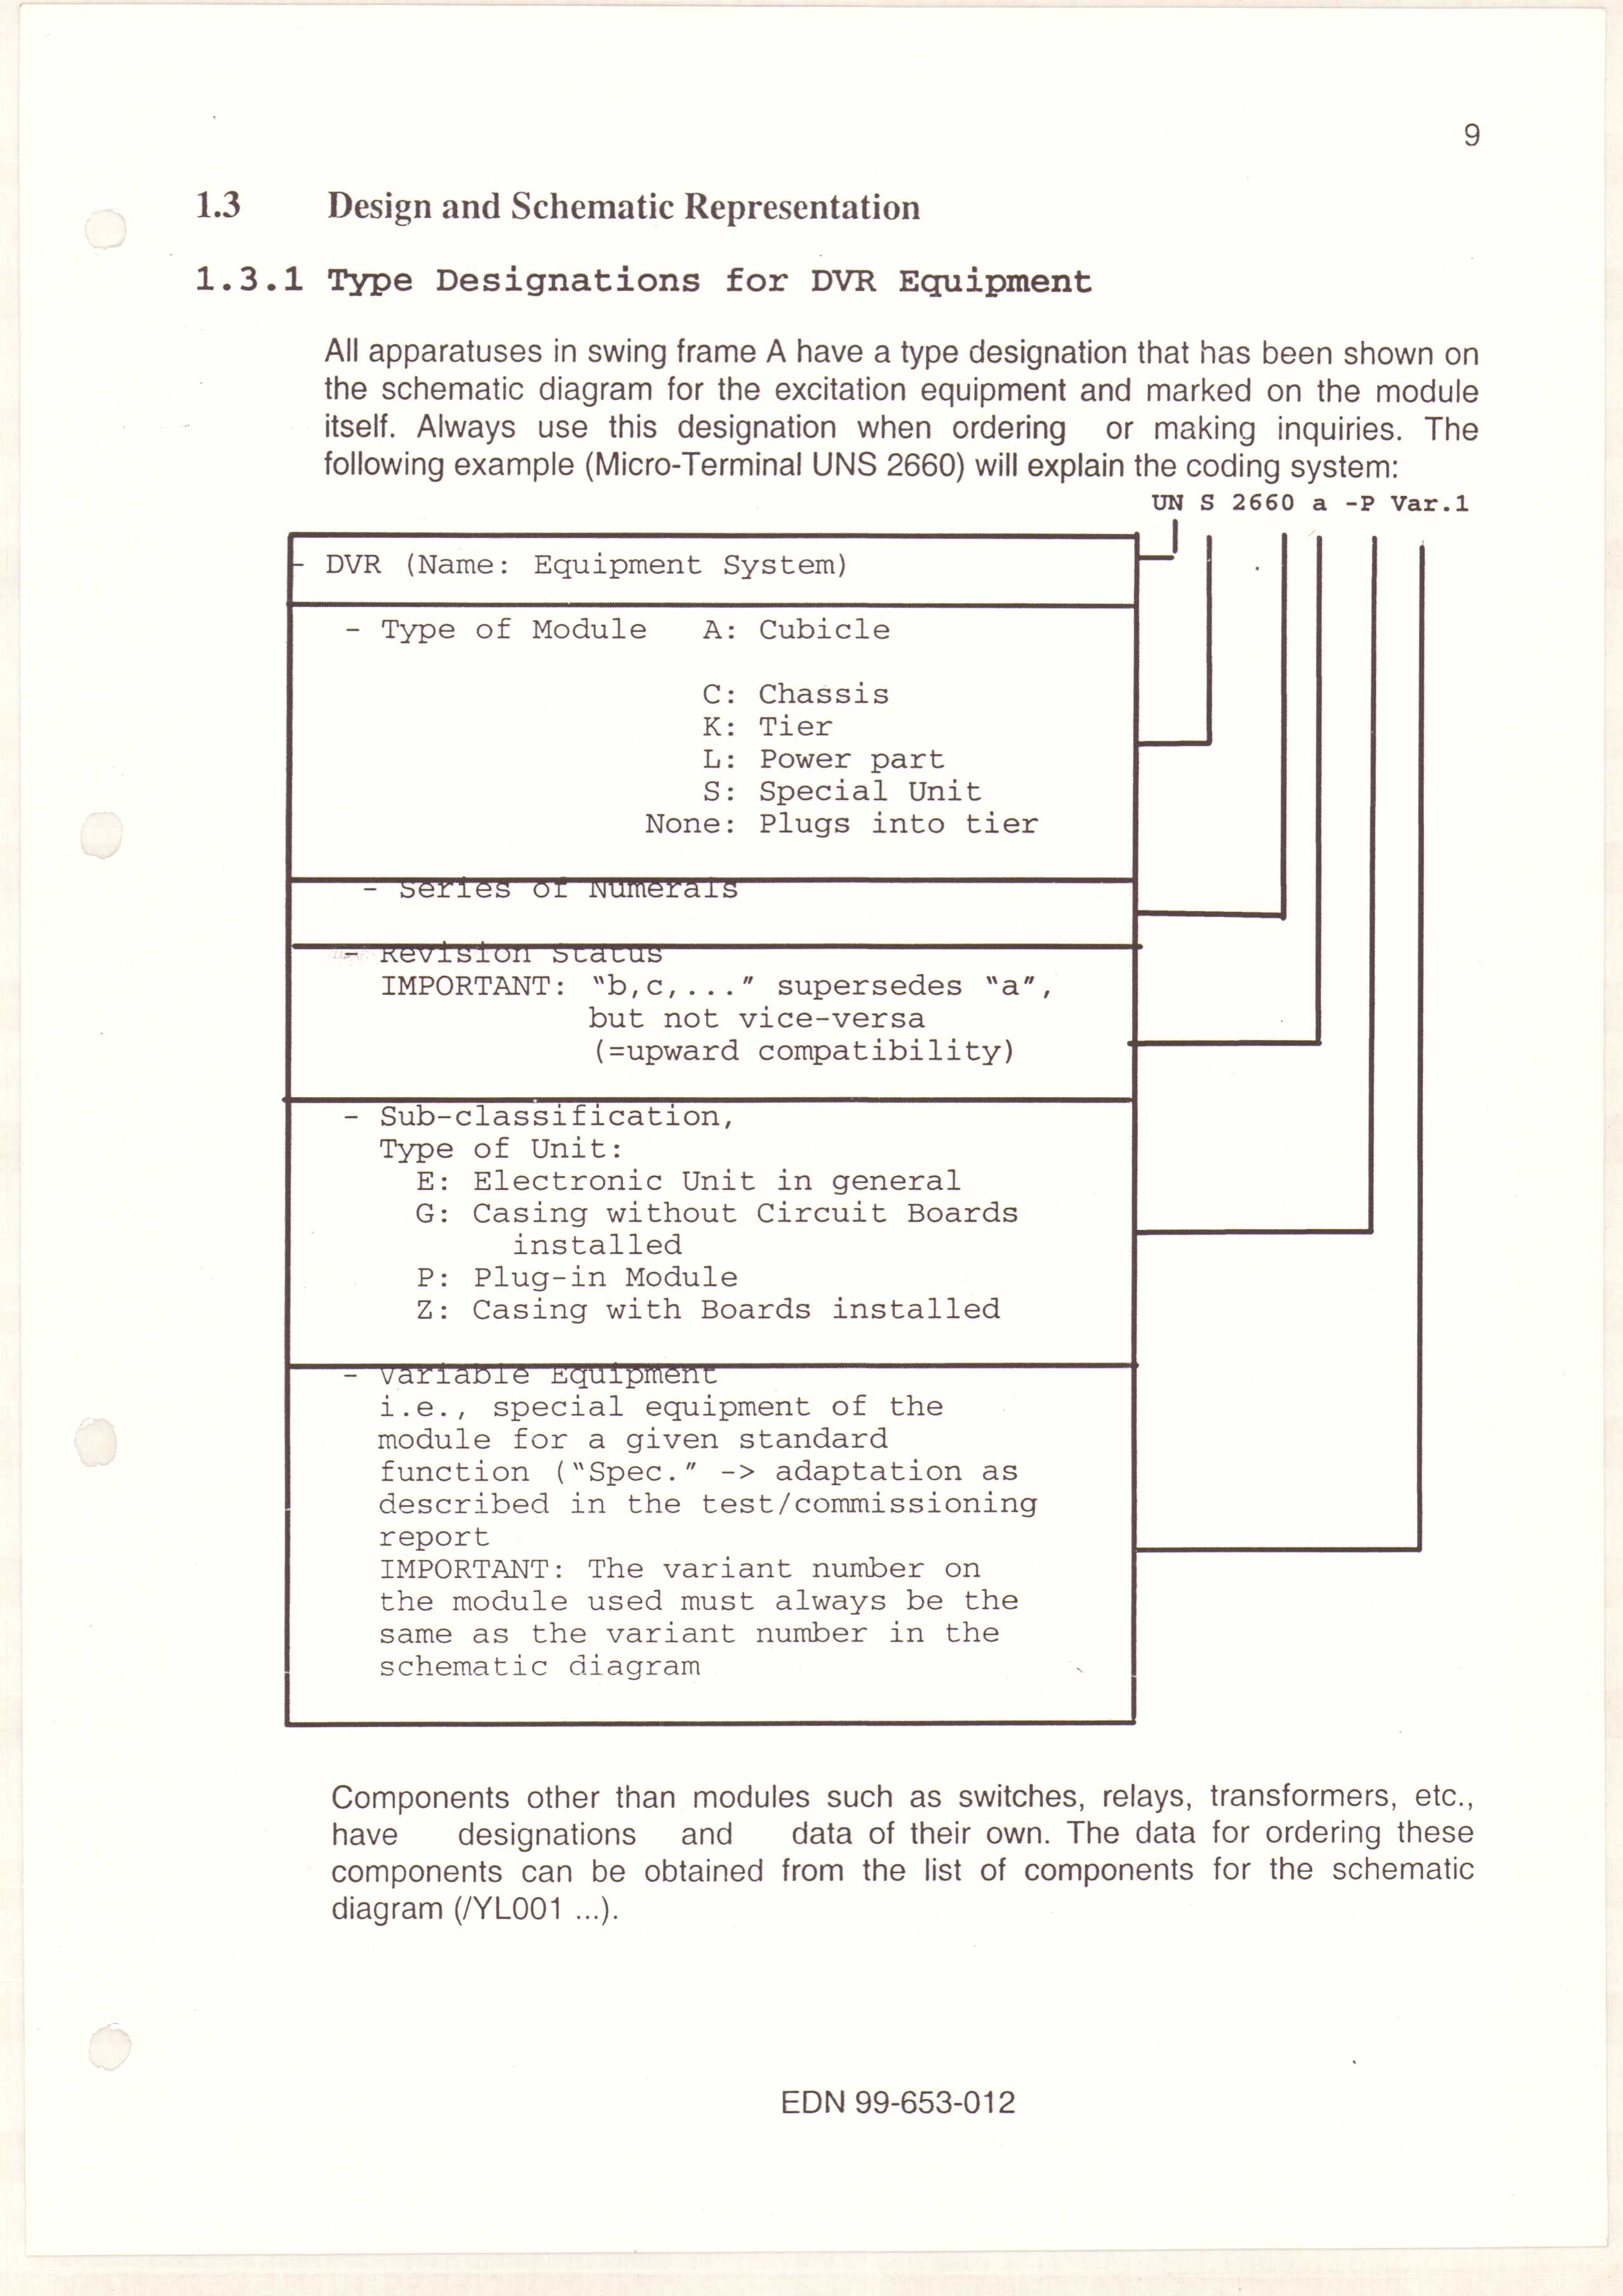 9
1.3 Design and Schematic Representation
1.3.1 Type Designations for DVR Equipment
All apparatuses in swing frame A have a type designation that has been shown on
the schematic diagram for the excitation equipment and marked on the module
itself. Always use this designation when ordering or making inquiries. The
following example (Micro-Terminal UNS 2660) will explain the coding system:
UN S 2660 a -P Var.1
- DVR (Name: Equipment System)
- Type of Module A: Cubicle
C: Chassis
K: Tier
L: Power part
S: Special Unit
None: Plugs into tier
- Series of Numerals
- Revision Status
IMPORTANT: "b,c,..." supersedes "a",
but not vice-versa
(=upward compatibility)
- Sub-classification,
Type of Unit:
E: Electronic Unit in general
G: Casing without Circuit Boards
installed
P: Plug-in Module
Z: Casing with Boards installed
- Variable Equipment
i.e., special equipment of the
module for a given standard
function ("Spec." -> adaptation as
described in the test/commissioning
report
IMPORTANT: The variant number on
the module used must always be the
same as the variant number in the
schematic diagram
Components other than modules such as switches, relays, transformers, etc.,
have designations and data of their own. The data for ordering these
components can be obtained from the list of components for the schematic
diagram (/YL001 ...).
EDN 99-653-012